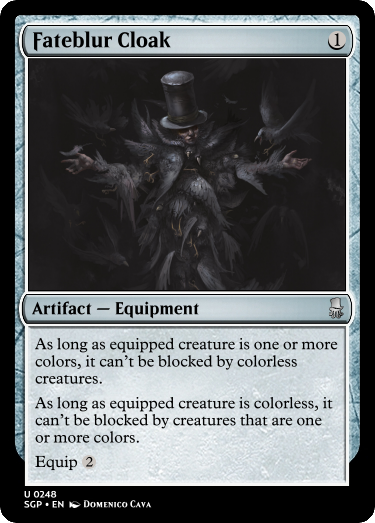 Fateblur Cloak 1
Artifact — Equipment
As long as equipped creature is one or more
colors, it can't be blocked by colorless
creatures.
As long as equipped creature is colorless, it
can't be blocked by creatures that are one
or more colors.
Equip 2
U 0248
SGP • EN Domenico Cava